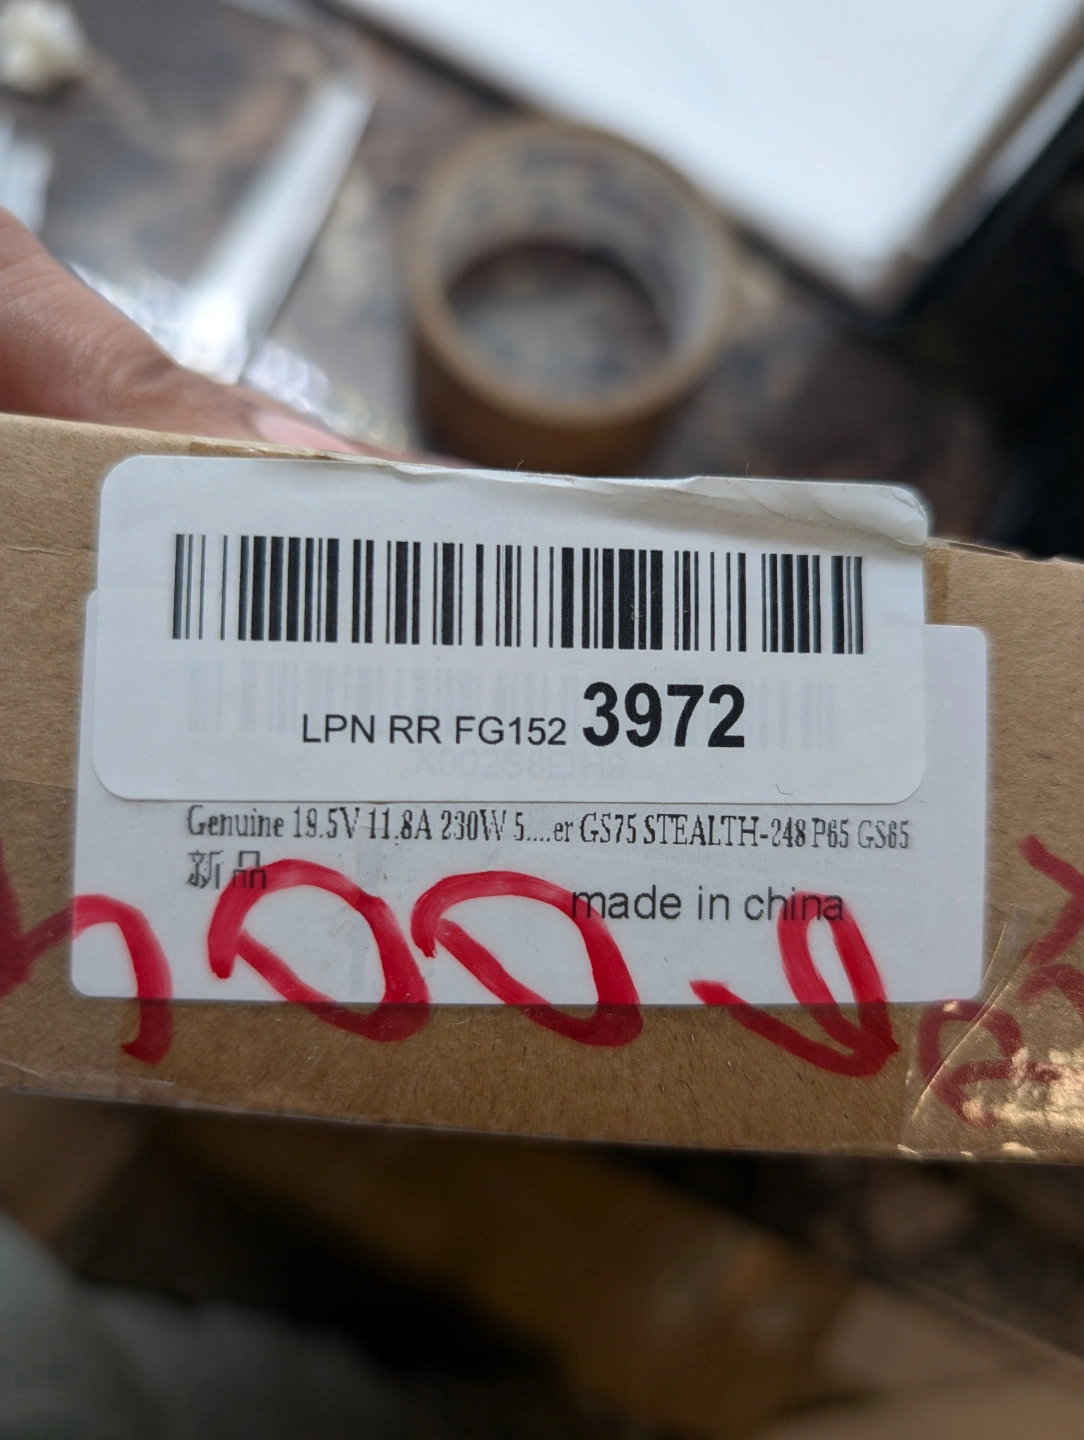 LPN RR FG152 3972
Genuine 19.5V 11.8A 230W 5....er GS75 STEALTH-248 P65 GS65
新品
made in china